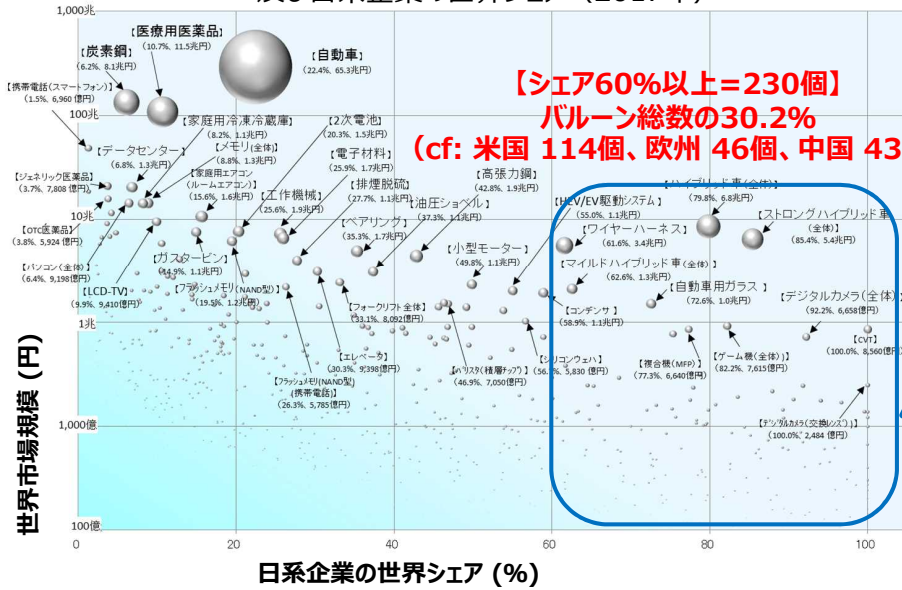 及び日系企業の世界シェア(2017年)
1,000兆
100兆
10兆
1兆
1,000億
100億
0
20
40
60
80
100
世界市場規模 (円)
日系企業の世界シェア (%)
【シェア60%以上=230個】
バルーン総数の30.2%
(cf: 米国 114個、欧州 46個、中国 43
【炭素鋼】
(6.2%, 8.1兆円)
【医療用医薬品】
(10.7%, 11.5兆円)
【自動車】
(22.4%, 65.3兆円)
【携帯電話(スマートフォン)】
(1.5%, 6,960億円)
【家庭用冷凍冷蔵庫】
(8.2%, 1.1兆円)
【2次電池】
(20.3%, 1.5兆円)
【データセンター】
(6.8%, 1.3兆円)
【メモリ(全体)】
(8.8%, 1.3兆円)
【電子材料】
(25.9%, 1.7兆円)
【高張力鋼】
(42.8%, 1.9兆円)
【ジェネリック医薬品】
(3.7%, 7,808億円)
【家庭用エアコン
(ルームエアコン)】
(15.6%, 1.6兆円)
【工作機械】
(25.6%, 1.9兆円)
【排煙脱硫】
(27.7%, 1.1兆円)
【油圧ショベル】
(37.3%, 1.1兆円)
【HEV/EV駆動システム】
(55.0%, 1.1兆円)
【ハイブリッド車(全体)】
(79.8%, 6.8兆円)
【ストロングハイブリッド車
(全体)】
(85.4%, 5.4兆円)
【OTC医薬品】
(3.8%, 5,924億円)
【ベアリング】
(35.3%, 1.7兆円)
【小型モーター】
(49.8%, 1.1兆円)
【ワイヤーハーネス】
(61.6%, 3.4兆円)
【パソコン(全体)】
(6.4%, 9,198億円)
【ガスタービン】
(14.9%, 1.1兆円)
【マイルドハイブリッド車(全体)】
(62.6%, 1.3兆円)
【LCD-TV】
(9.9%, 9,410億円)
【フラッシュメモリ(NAND型)】
(19.5%, 1.2兆円)
【フォークリフト全体】
(33.1%, 8,092億円)
【コンデンサ】
(58.9%, 1.1兆円)
【自動車用ガラス】
(72.6%, 1.0兆円)
【デジタルカメラ(全体)】
(92.2%, 6,658億円)
【フラッシュメモリ(NAND型)
(携帯電話)】
(26.3%, 5,785億円)
【エレベータ】
(30.3%, 9,398億円)
【バリスタ(積層チップ)】
(46.9%, 7,050億円)
【シリコンウェハ】
5,830億円)
【複合機(MFP)】
(77.3%, 6,640億円)
【ゲーム機(全体)】
(82.2%, 7,615億円)
【CVT】
(100.0%, 8,560億円)
【デジタルカメラ(交換レンズ)】
(100.0%, 2,484億円)